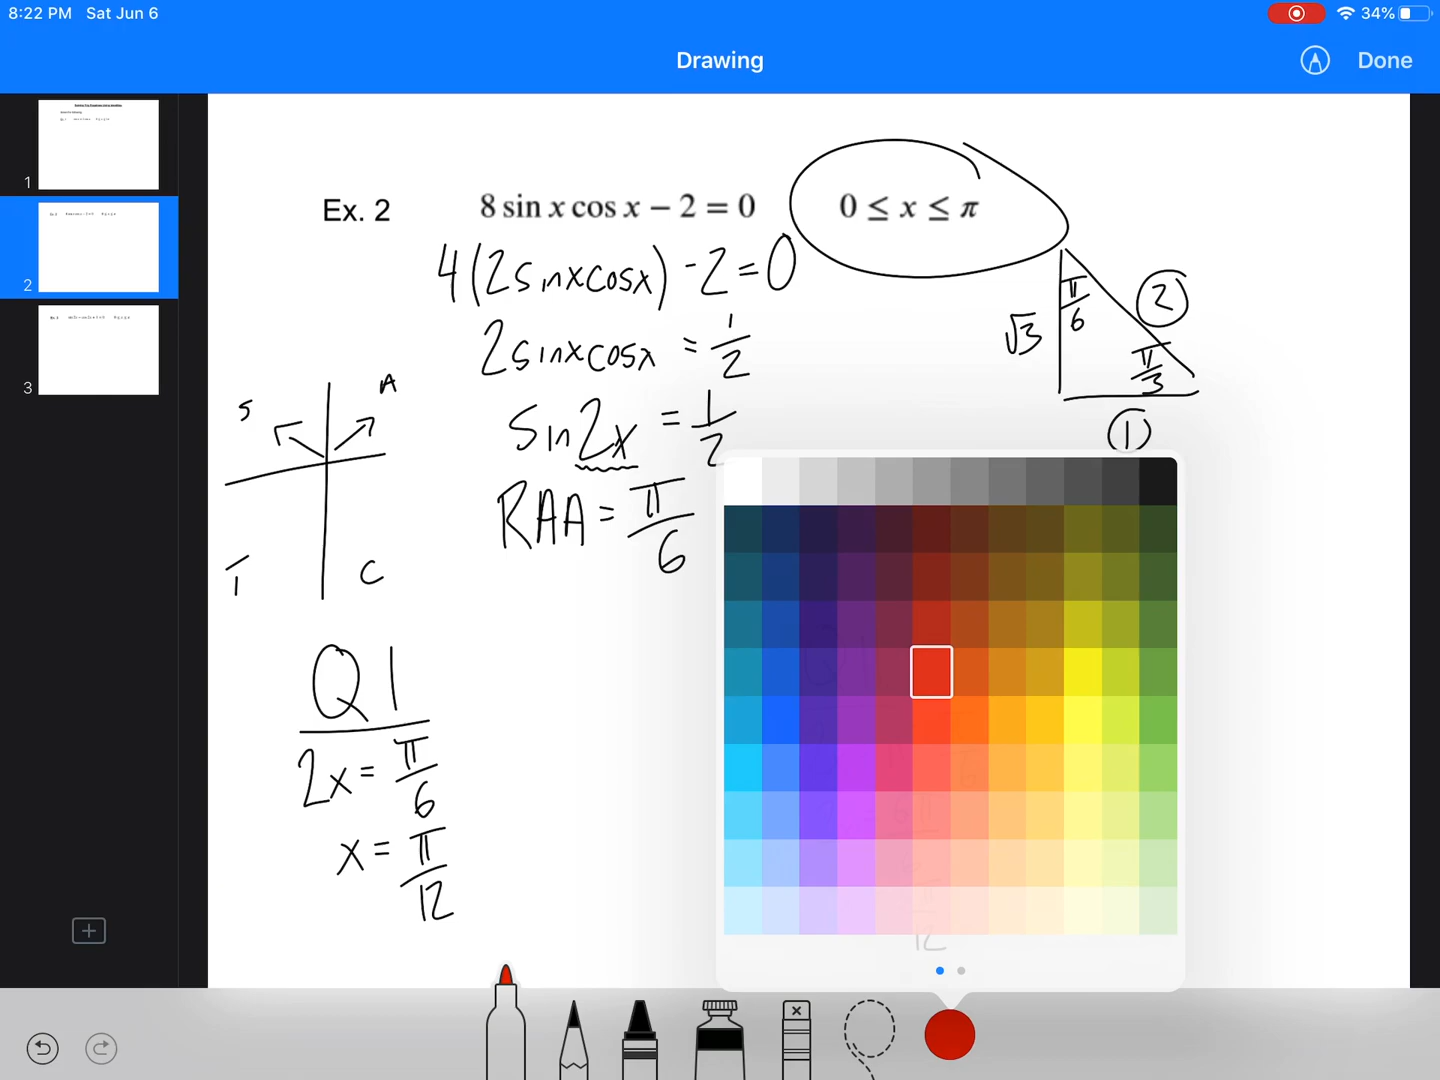 8:22 PM Sat Jun 6
34%
Drawing
Done
1
2
3
Ex. 2 8 sin x cos x − 2 = 0 0 ≤ x ≤ π
4(2sinxcosx) -2=0
2sinxcosx = 1/2
sin2x = 1/2
RAA = π/6
√3
π/6
2
π/3
1
S
A
T
C
Q1
2x = π/6
x = π/12
12